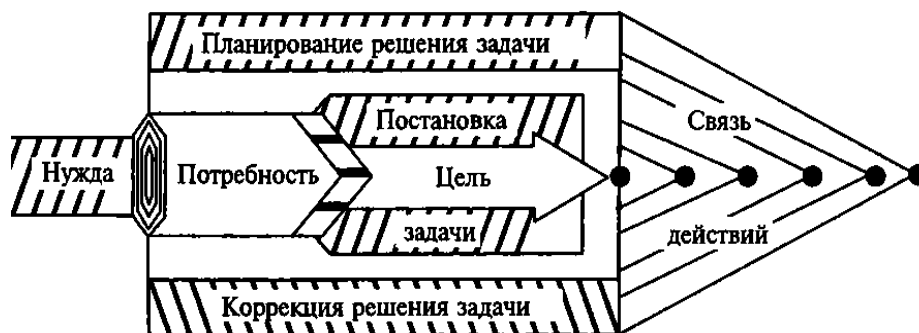 Планирование решения задачи
Постановка
Связь
Нужда
Потребность
Цель
задачи
действий
Коррекция решения задачи